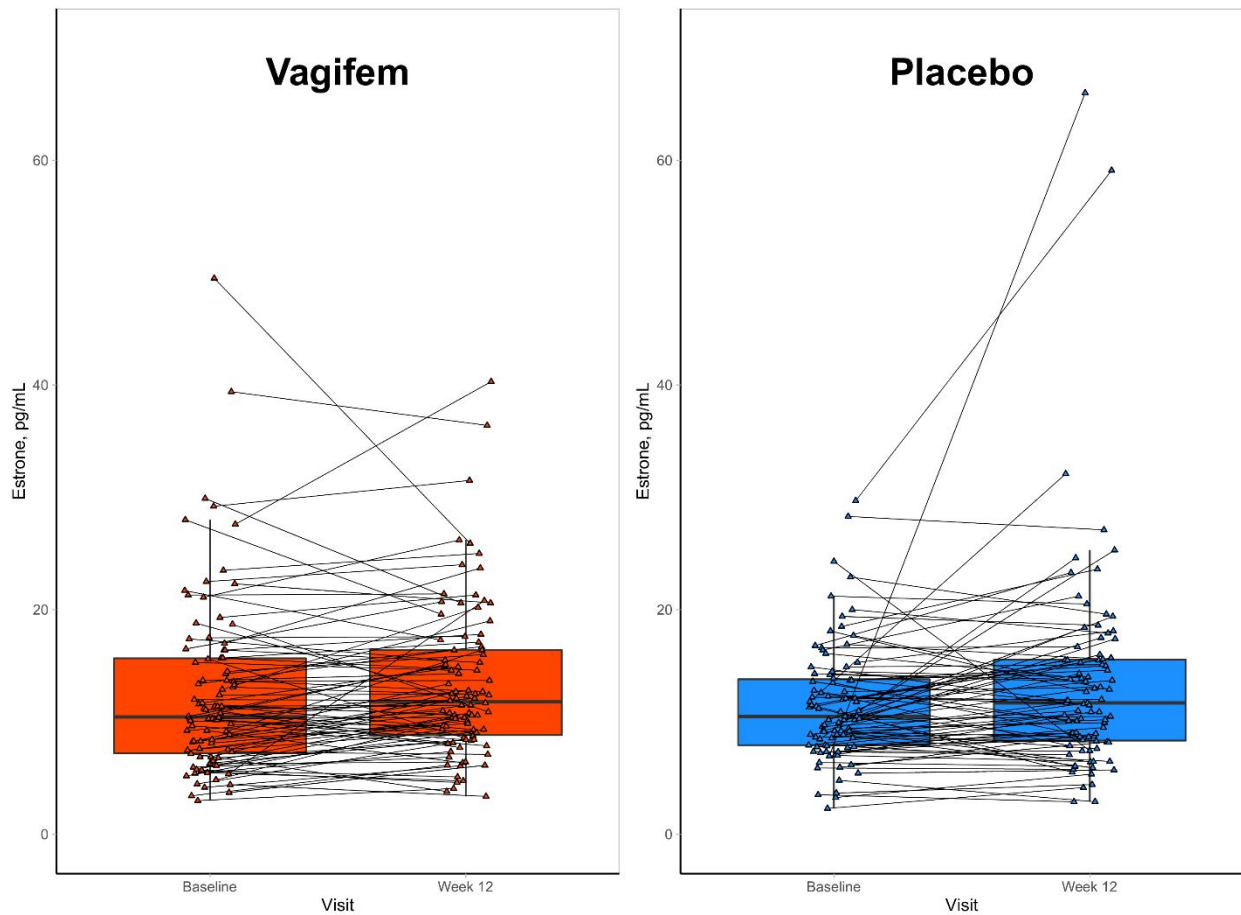 Vagifem
Estrone, pg/mL
60
40
20
0
Baseline
Week 12
Visit
Placebo
Estrone, pg/mL
60
40
20
0
Baseline
Week 12
Visit